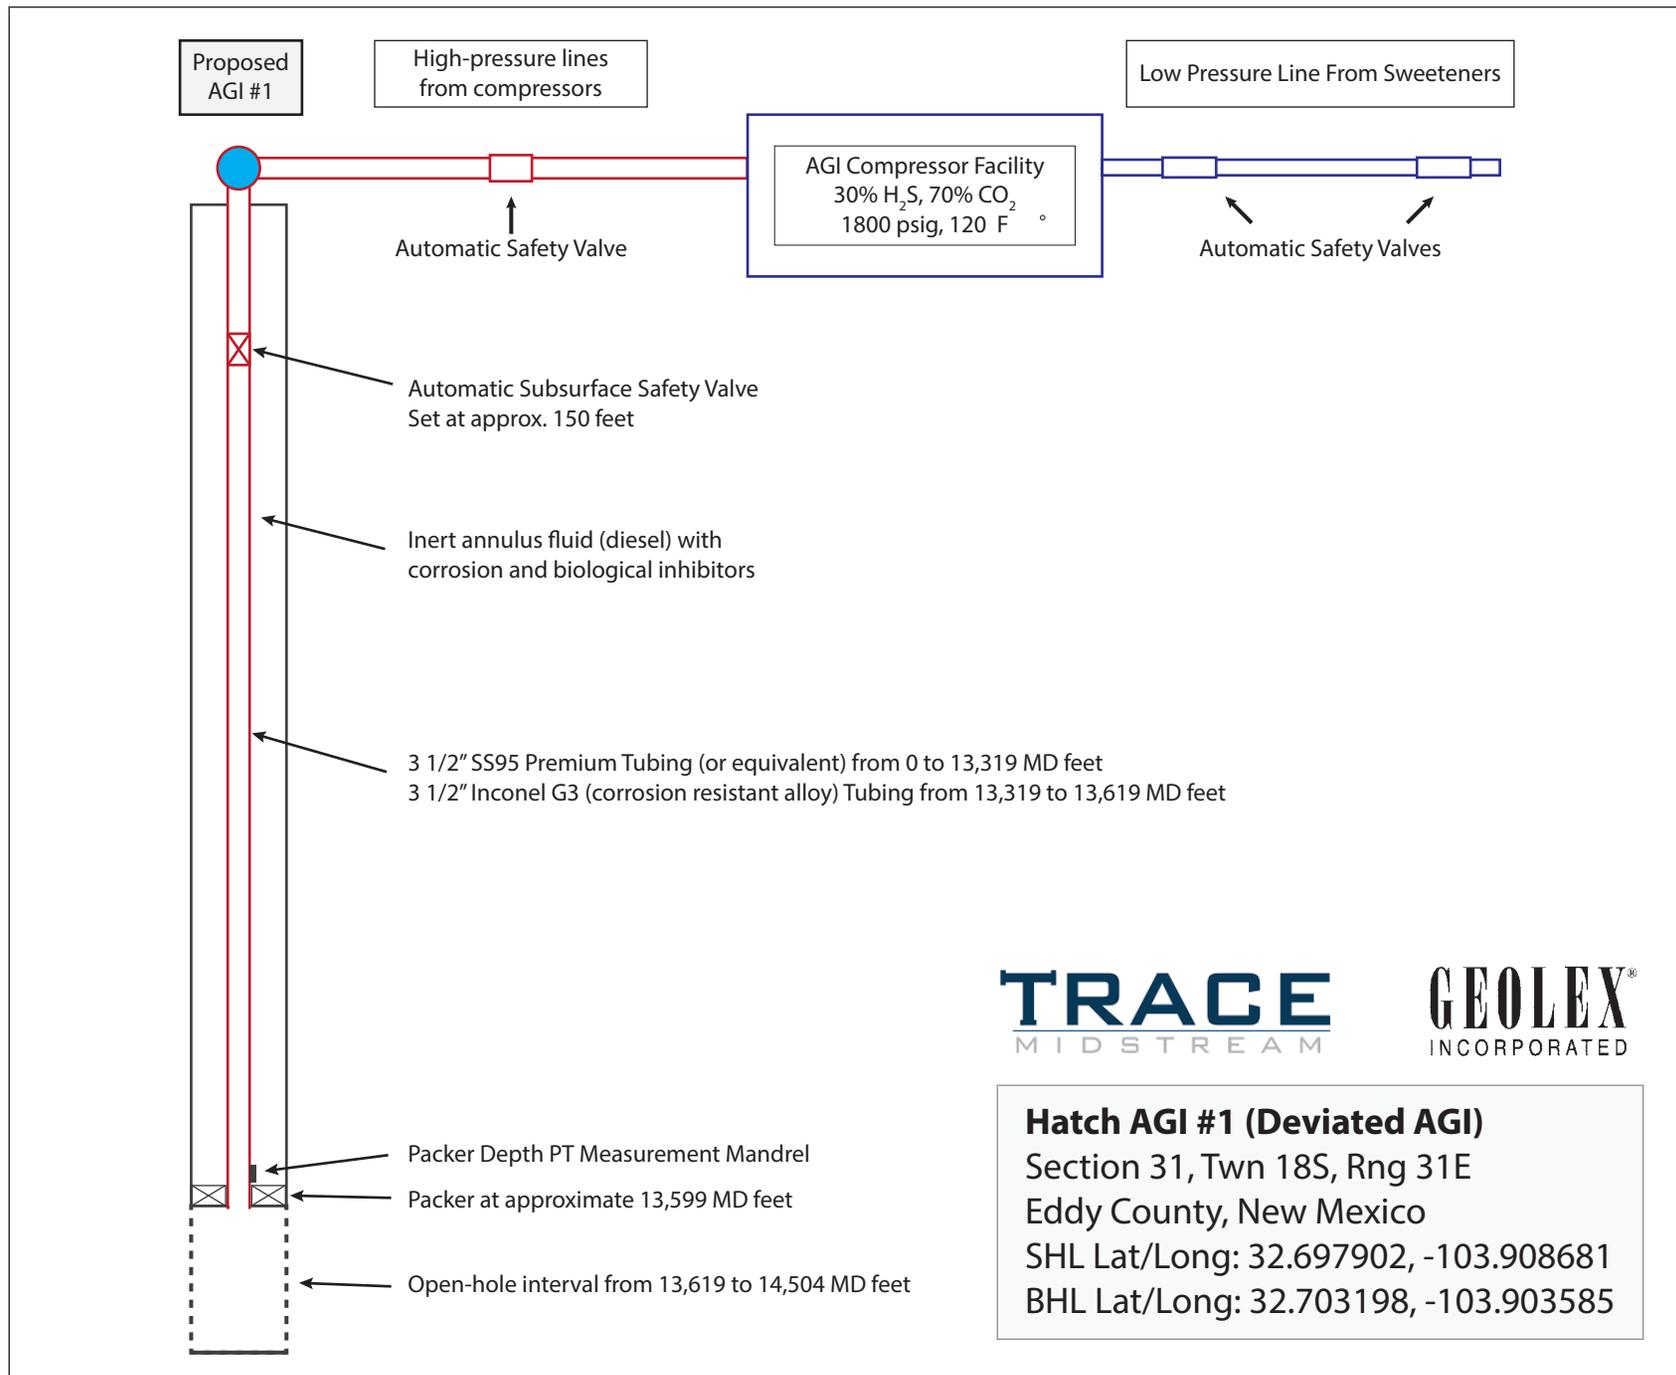 Proposed
AGI #1
High-pressure lines
from compressors
Low Pressure Line From Sweeteners
AGI Compressor Facility
30% H₂S, 70% CO₂
1800 psig, 120 F °
Automatic Safety Valve
Automatic Safety Valves
Automatic Subsurface Safety Valve
Set at approx. 150 feet
Inert annulus fluid (diesel) with
corrosion and biological inhibitors
3 1/2” SS95 Premium Tubing (or equivalent) from 0 to 13,319 MD feet
3 1/2” Inconel G3 (corrosion resistant alloy) Tubing from 13,319 to 13,619 MD feet
Packer Depth PT Measurement Mandrel
Packer at approximate 13,599 MD feet
Open-hole interval from 13,619 to 14,504 MD feet
TRACE
MIDSTREAM
GEOLEX®
INCORPORATED
Hatch AGI #1 (Deviated AGI)
Section 31, Twn 18S, Rng 31E
Eddy County, New Mexico
SHL Lat/Long: 32.697902, -103.908681
BHL Lat/Long: 32.703198, -103.903585